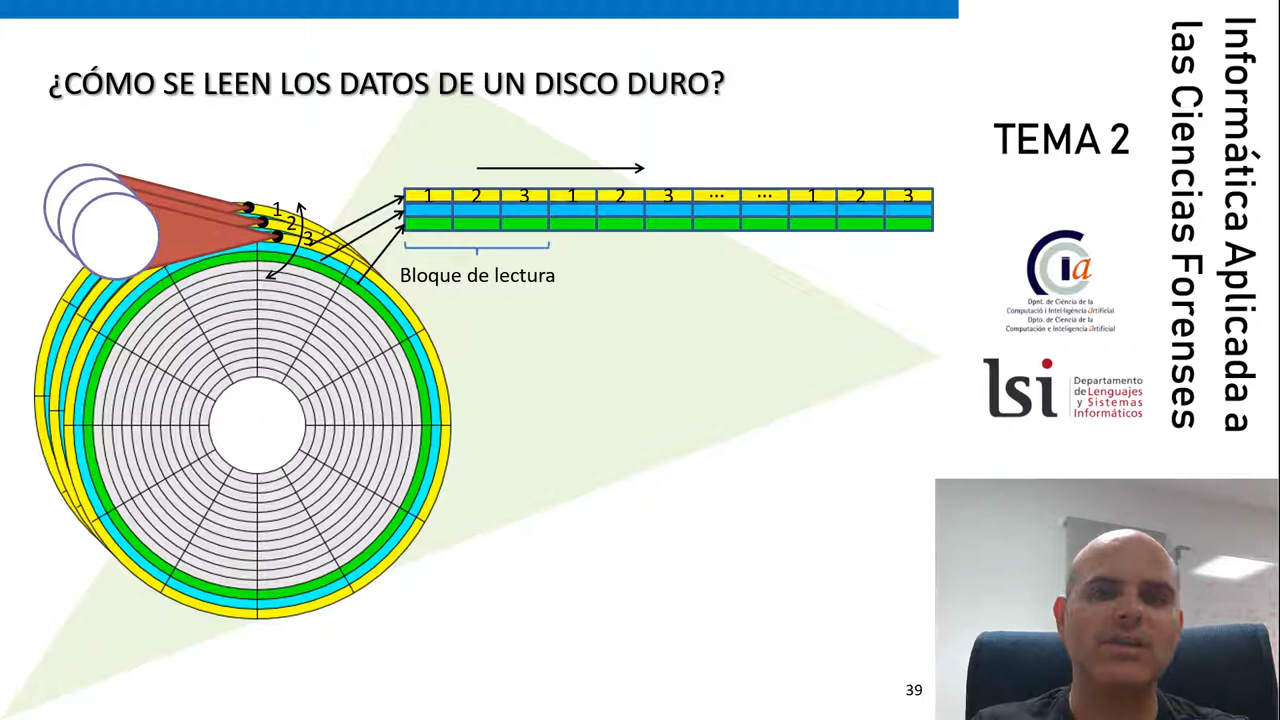 ¿CÓMO SE LEEN LOS DATOS DE UN DISCO DURO?
1
2
3
1 2 3 1 2 3 ... ... 1 2 3
Bloque de lectura
39
TEMA 2
Informática Aplicada a
las Ciencias Forenses
cia
Dpnt. de Ciència de la
Computació i Intel·ligència artificial
Dpto. de Ciencia de la
Computación e Inteligencia artificial
lsi
Departamento
de Lenguajes
y Sistemas
Informáticos